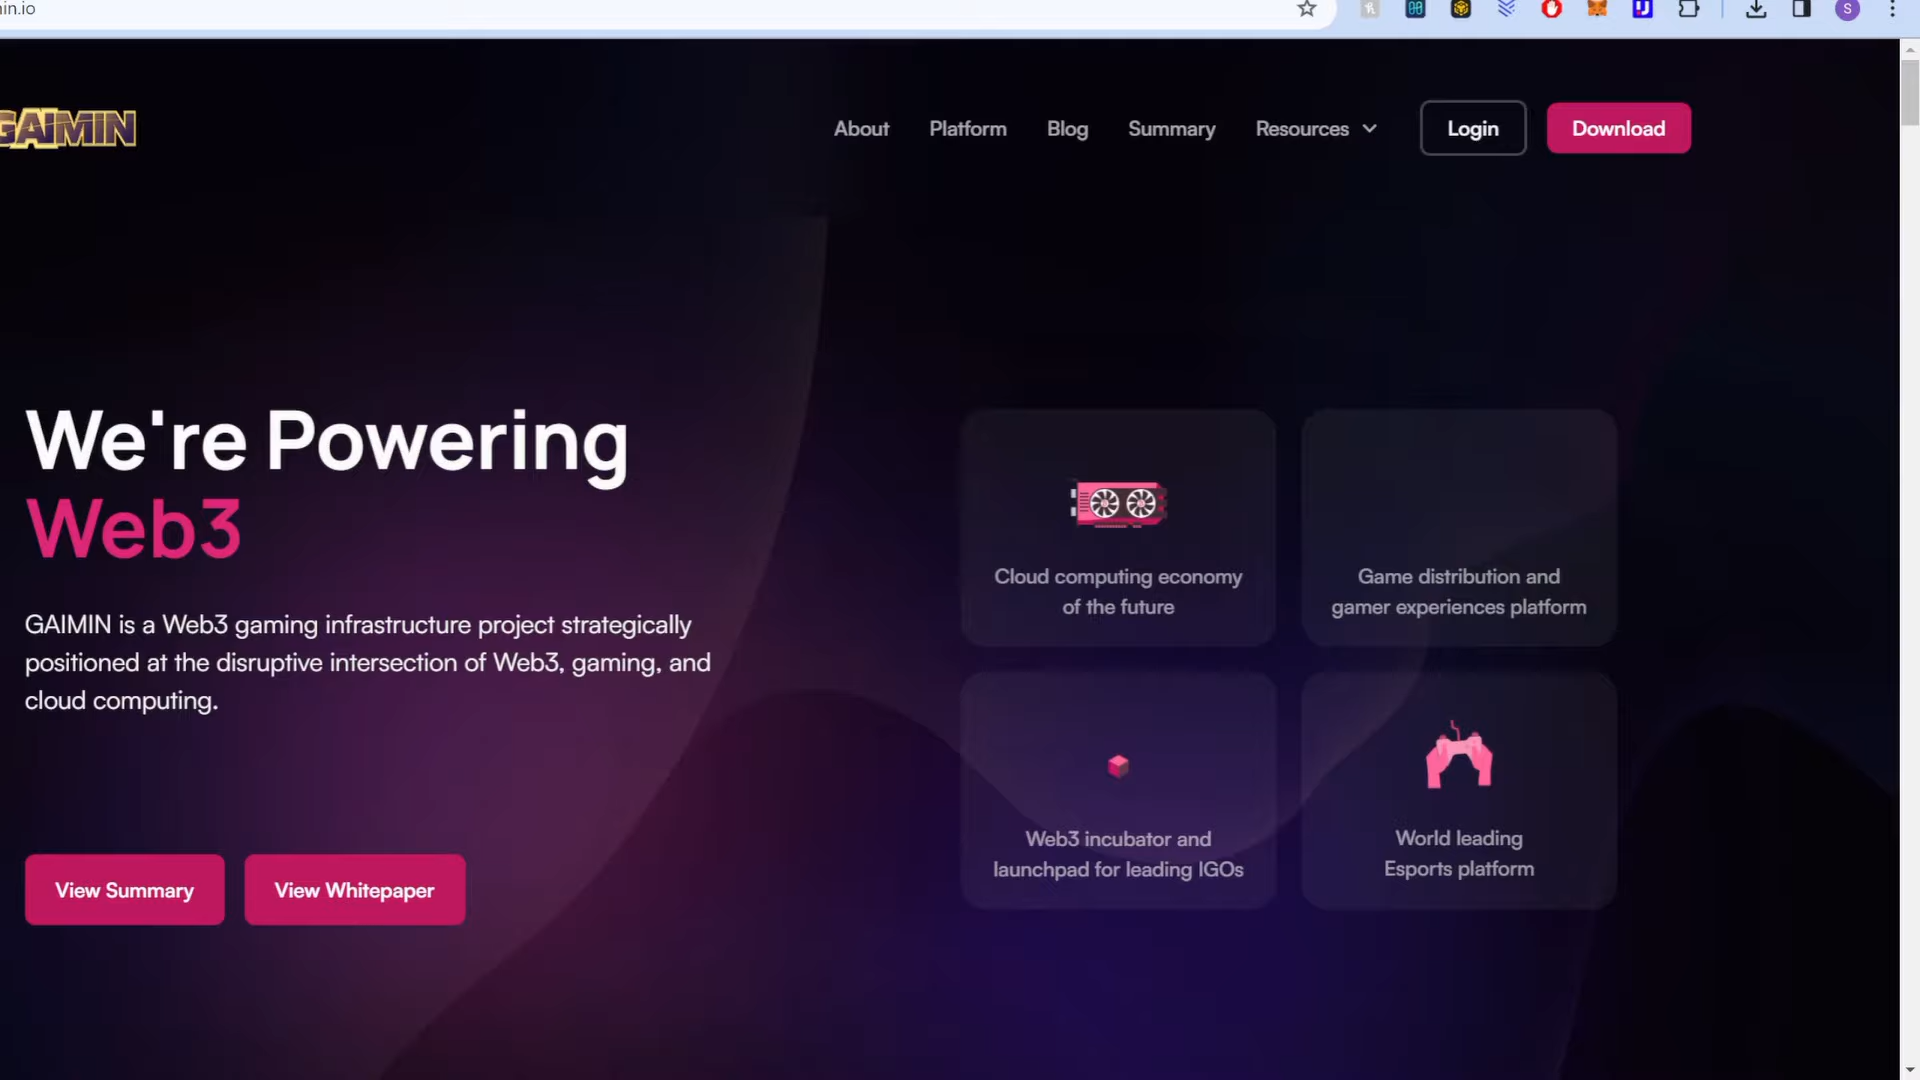 in.io
S
GAIMIN
About Platform Blog Summary Resources Login Download
We're Powering
Web3
GAIMIN is a Web3 gaming infrastructure project strategically
positioned at the disruptive intersection of Web3, gaming, and
cloud computing.
View Summary View Whitepaper
Cloud computing economy
of the future
Game distribution and
gamer experiences platform
Web3 incubator and
launchpad for leading IGOs
World leading
Esports platform